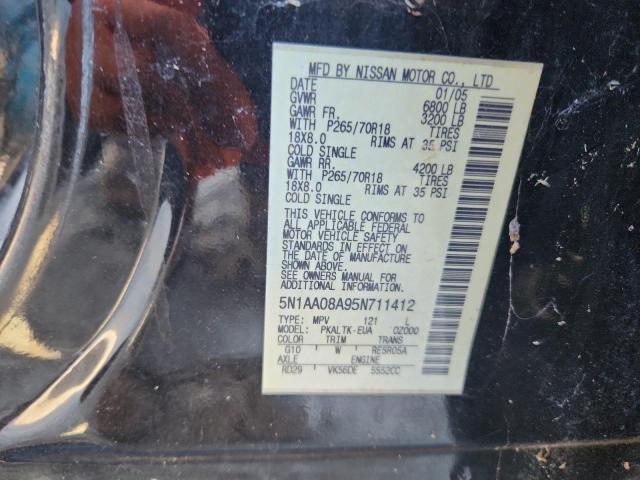 MFD BY NISSAN MOTOR CO., LTD
DATE 01/05
GVWR 6800 LB
GAWR FR. 3200 LB
WITH P265/70R18 TIRES
18X8.0 RIMS AT 35 PSI
COLD SINGLE
GAWR RR. 4200 LB
WITH P265/70R18 TIRES
18X8.0 RIMS AT 35 PSI
COLD SINGLE
THIS VEHICLE CONFORMS TO
ALL APPLICABLE FEDERAL
MOTOR VEHICLE SAFETY
STANDARDS IN EFFECT ON
THE DATE OF MANUFACTURE
SHOWN ABOVE.
SEE OWNERS MANUAL FOR
ADDITIONAL INFORMATION
5N1AA08A95N711412
TYPE: MPV 121 L
MODEL: PKALTK-EUA 0Z000
COLOR TRIM TRANS
G10 W RE5R05A
AXLE ENGINE
RD29 VK56DE 5552CC